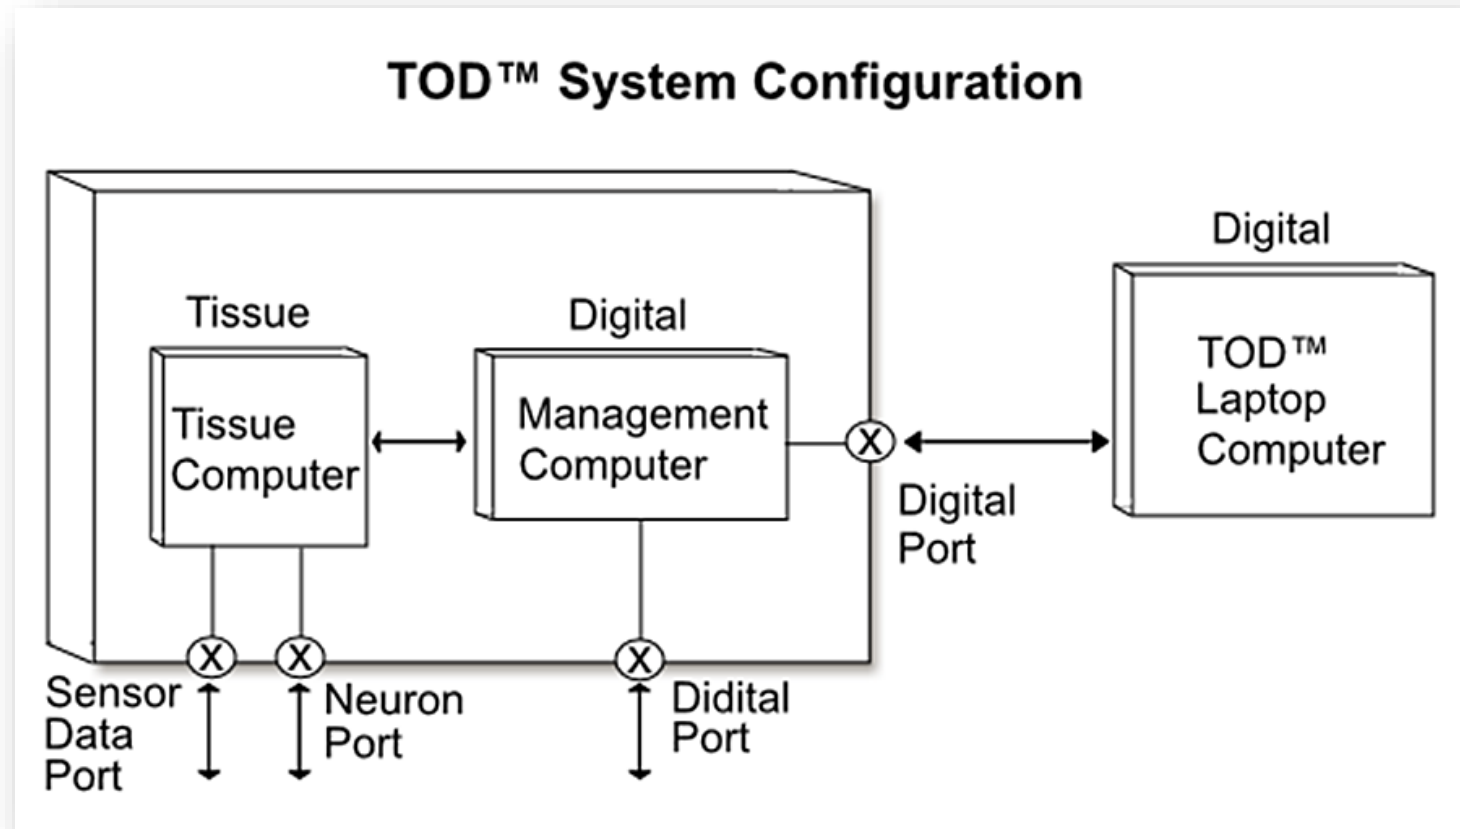 TOD™ System Configuration
Digital
Tissue
Digital
TOD™
Laptop
Computer
Tissue
Computer
Management
Computer
X
Digital
Port
X
X
X
Sensor
Data
Port
Neuron
Port
Didital
Port